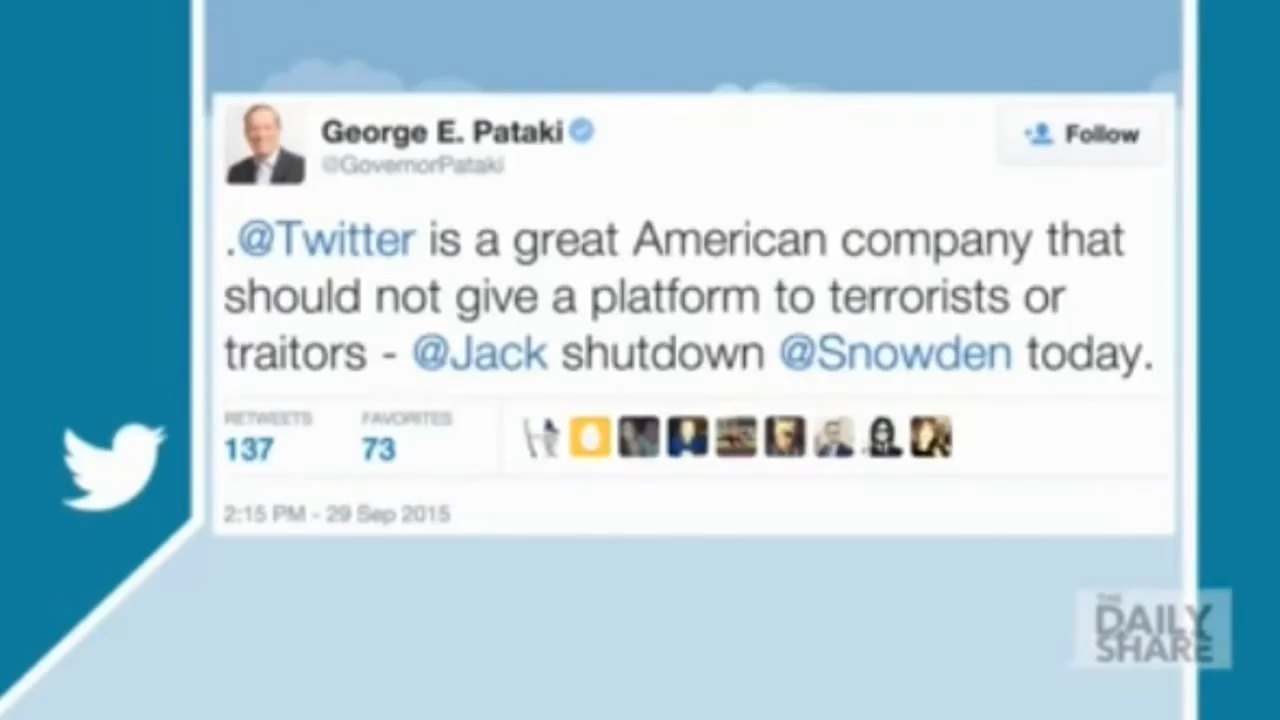 George E. Pataki
@GovernorPataki
Follow
.@Twitter is a great American company that
should not give a platform to terrorists or
traitors - @Jack shutdown @Snowden today.
RETWEETS FAVORITES
137 73
2:15 PM - 29 Sep 2015
THE
DAILY
SHARE